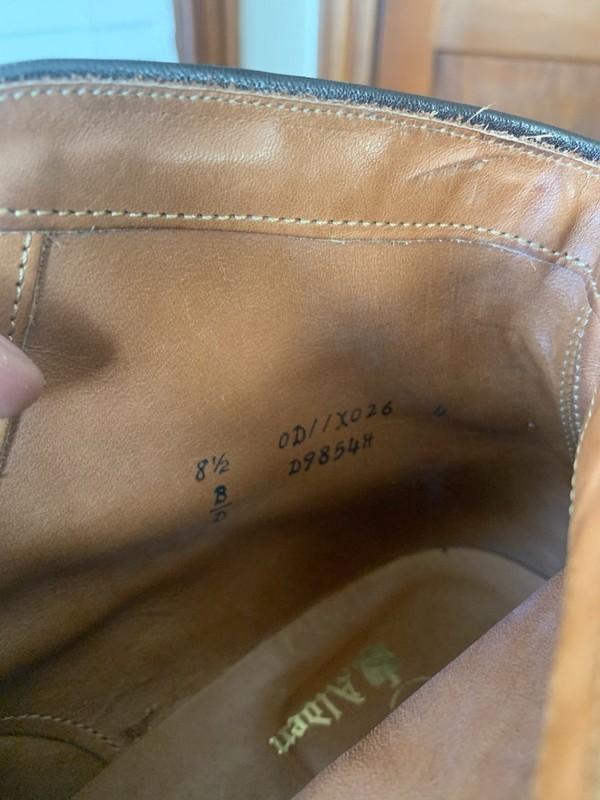 8½ 0D//X026
B D9854H
D
Alden